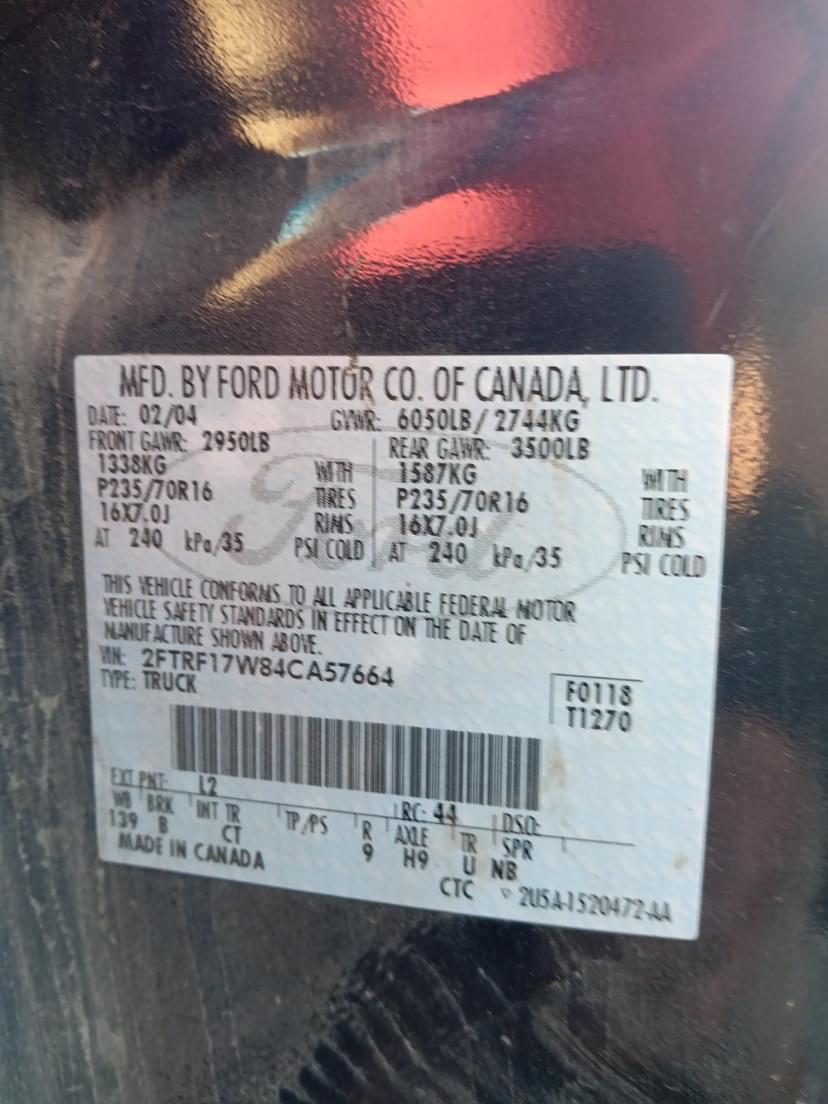 MFD. BY FORD MOTOR CO. OF CANADA, LTD.
DATE: 02/04 GVWR: 6050LB/ 2744KG
FRONT GAWR: 2950LB REAR GAWR: 3500LB
1338KG WITH 1587KG WITH
P235/70R16 TIRES P235/70R16 TIRES
16X7.0J RIMS 16X7.0J RIMS
AT 240 kPa/35 PSI COLD AT 240 kPa/35 PSI COLD
Ford
THIS VEHICLE CONFORMS TO ALL APPLICABLE FEDERAL MOTOR
VEHICLE SAFETY STANDARDS IN EFFECT ON THE DATE OF
MANUFACTURE SHOWN ABOVE.
VIN: 2FTRF17W84CA57664
TYPE: TRUCK
F0118
T1270
EXT PNT: L2 RC: 44 DSO:
WB BRK INT TR TP/PS R AXLE TR SPR
139 B CT 9 H9 U NB
MADE IN CANADA CTC ▽ 2U5A-1520472-AA